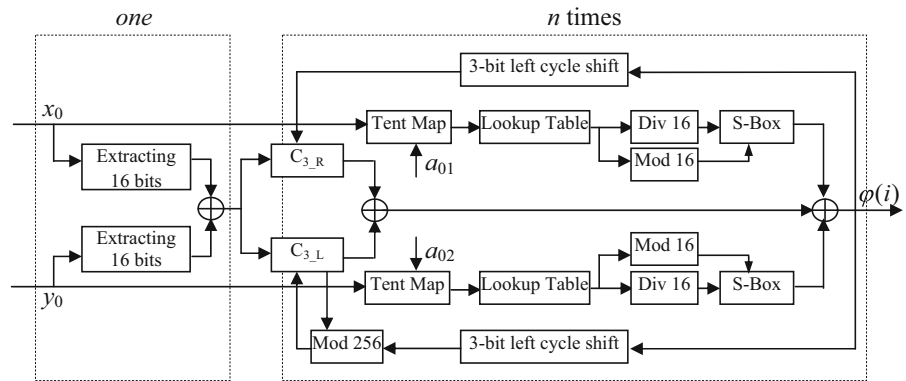 one
n times
3-bit left cycle shift
x₀
Tent Map
Lookup Table
Div 16
S-Box
Extracting
16 bits
C₃_R
a₀₁
Mod 16
φ(i)
Extracting
16 bits
C₃_L
a₀₂
Mod 16
y₀
Tent Map
Lookup Table
Div 16
S-Box
Mod 256
3-bit left cycle shift